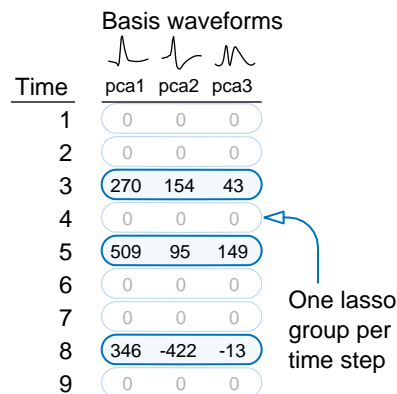 Basis waveforms
Time pca1 pca2 pca3
1 0 0 0
2 0 0 0
3 270 154 43
4 0 0 0
5 509 95 149
6 0 0 0
7 0 0 0
8 346 -422 -13
9 0 0 0
One lasso
group per
time step